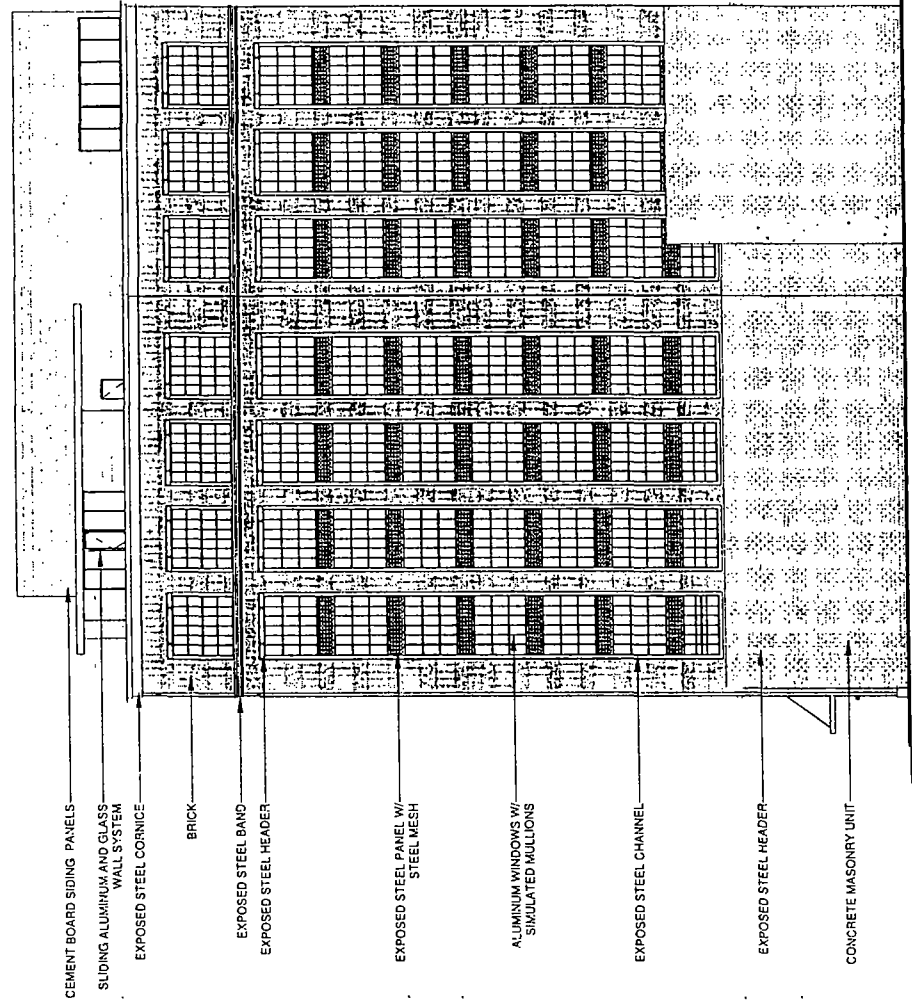 CEMENT BOARD SIDING PANELS
SLIDING ALUMINUM AND GLASS
WALL SYSTEM
EXPOSED STEEL CORNICE
BRICK
EXPOSED STEEL BAND
EXPOSED STEEL HEADER
EXPOSED STEEL PANEL W/
STEEL MESH
ALUMINUM WINDOWS W/
SIMULATED MULLIONS
EXPOSED STEEL CHANNEL
EXPOSED STEEL HEADER
CONCRETE MASONRY UNIT